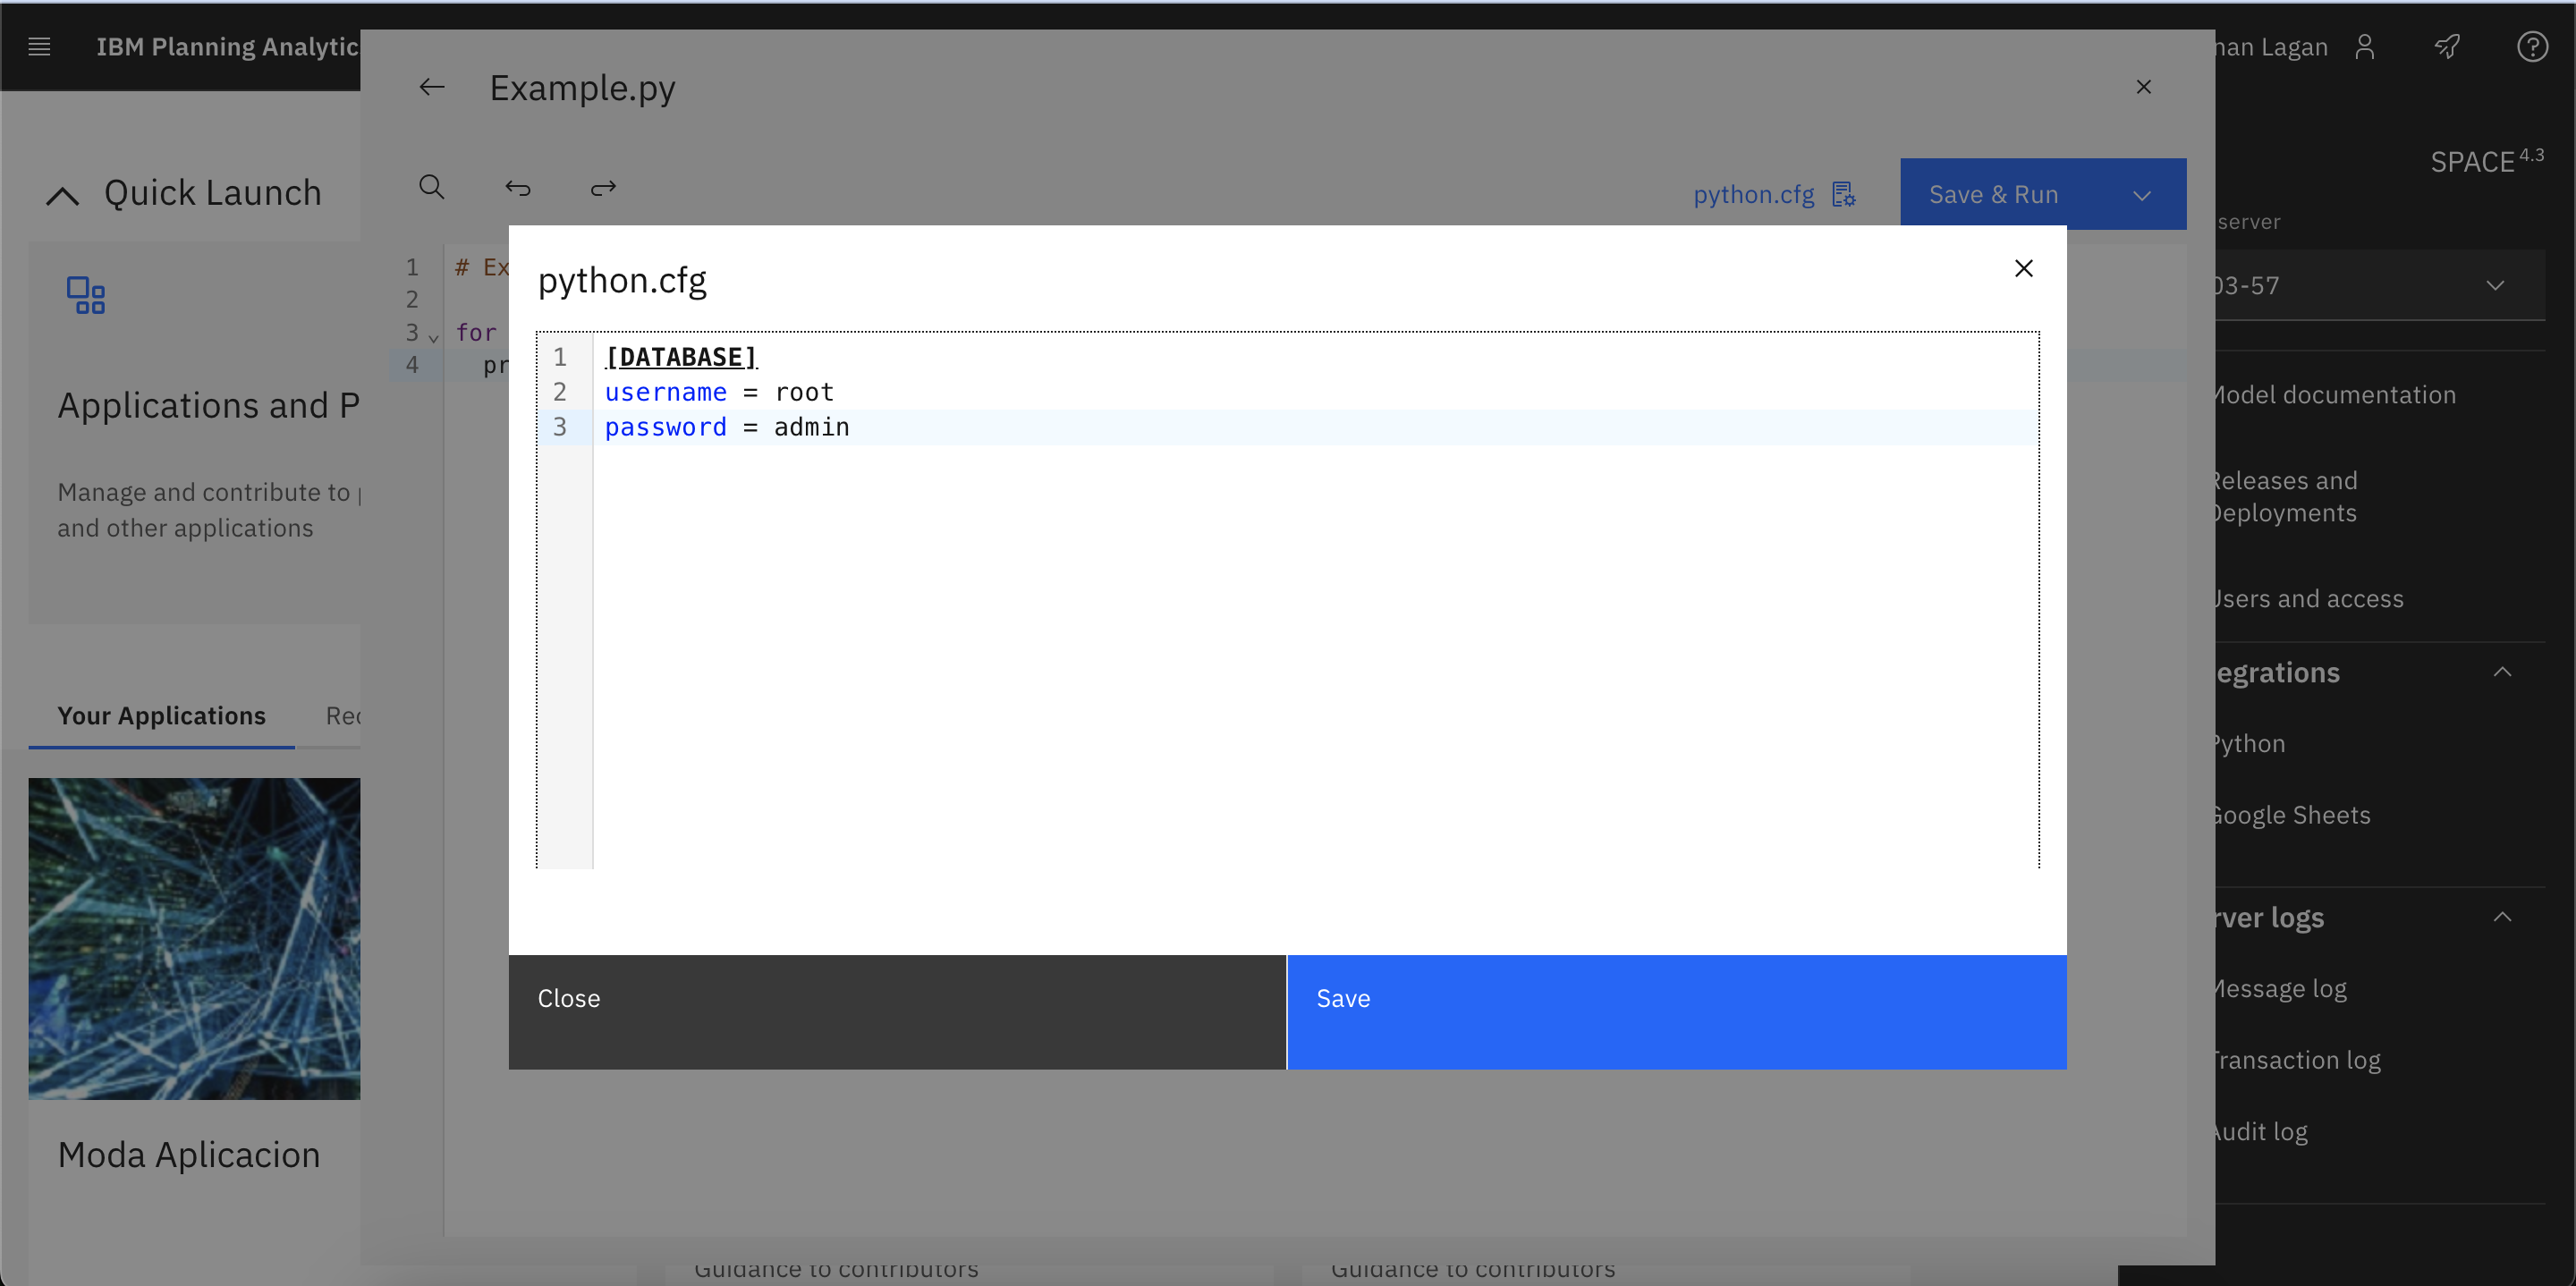 IBM Planning Analytic
Example.py
nan Lagan
SPACE 4.3
Quick Launch
python.cfg
Save & Run
server
03-57
1 # Ex
2
3 for
4 pr
python.cfg
1 [DATABASE]
2 username = root
3 password = admin
Close
Save
Applications and P
Manage and contribute to
and other applications
Your Applications
Rec
Moda Aplicacion
Model documentation
Releases and
Deployments
Users and access
egrations
Python
Google Sheets
rver logs
Message log
Transaction log
Audit log
Guidance to contributors
Guidance to contributors